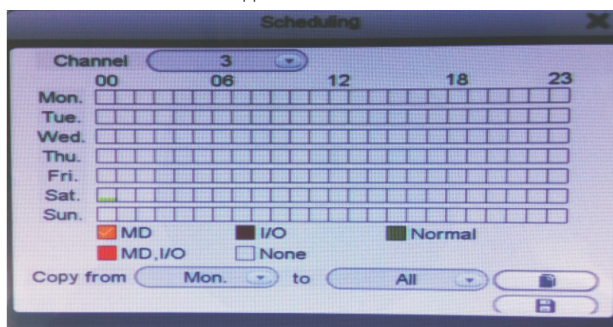 Scheduling
Channel 3
00 06 12 18 23
Mon.
Tue.
Wed.
Thu.
Fri.
Sat.
Sun.
MD I/O Normal
MD,I/O None
Copy from Mon. to All